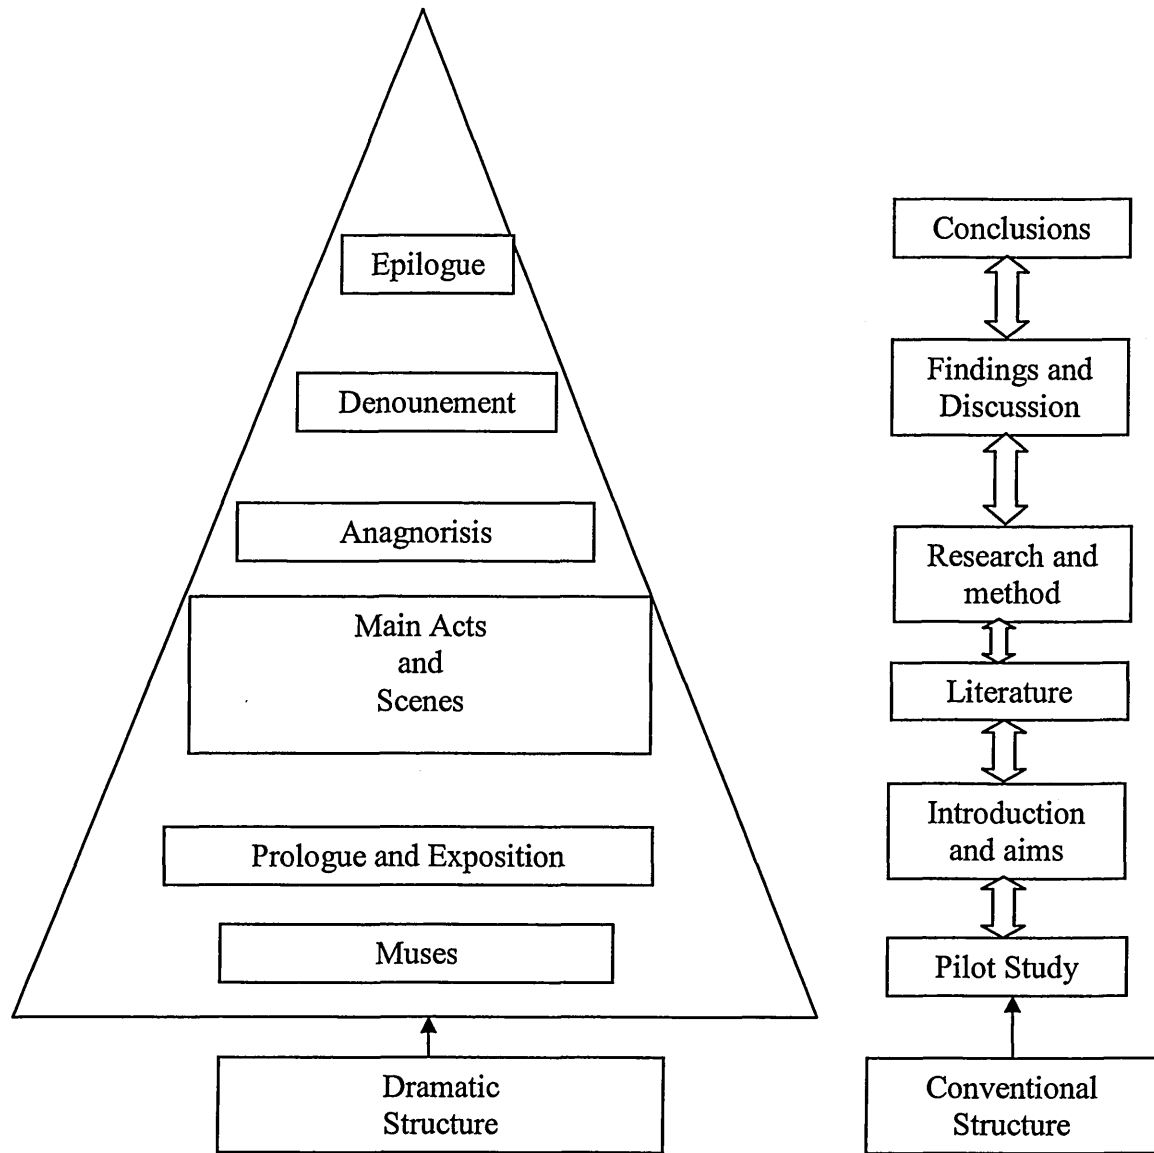 Epilogue
Denounement
Anagnorisis
Main Acts
and
Scenes
Prologue and Exposition
Muses
Dramatic
Structure
Conclusions
Findings and
Discussion
Research and
method
Literature
Introduction
and aims
Pilot Study
Conventional
Structure